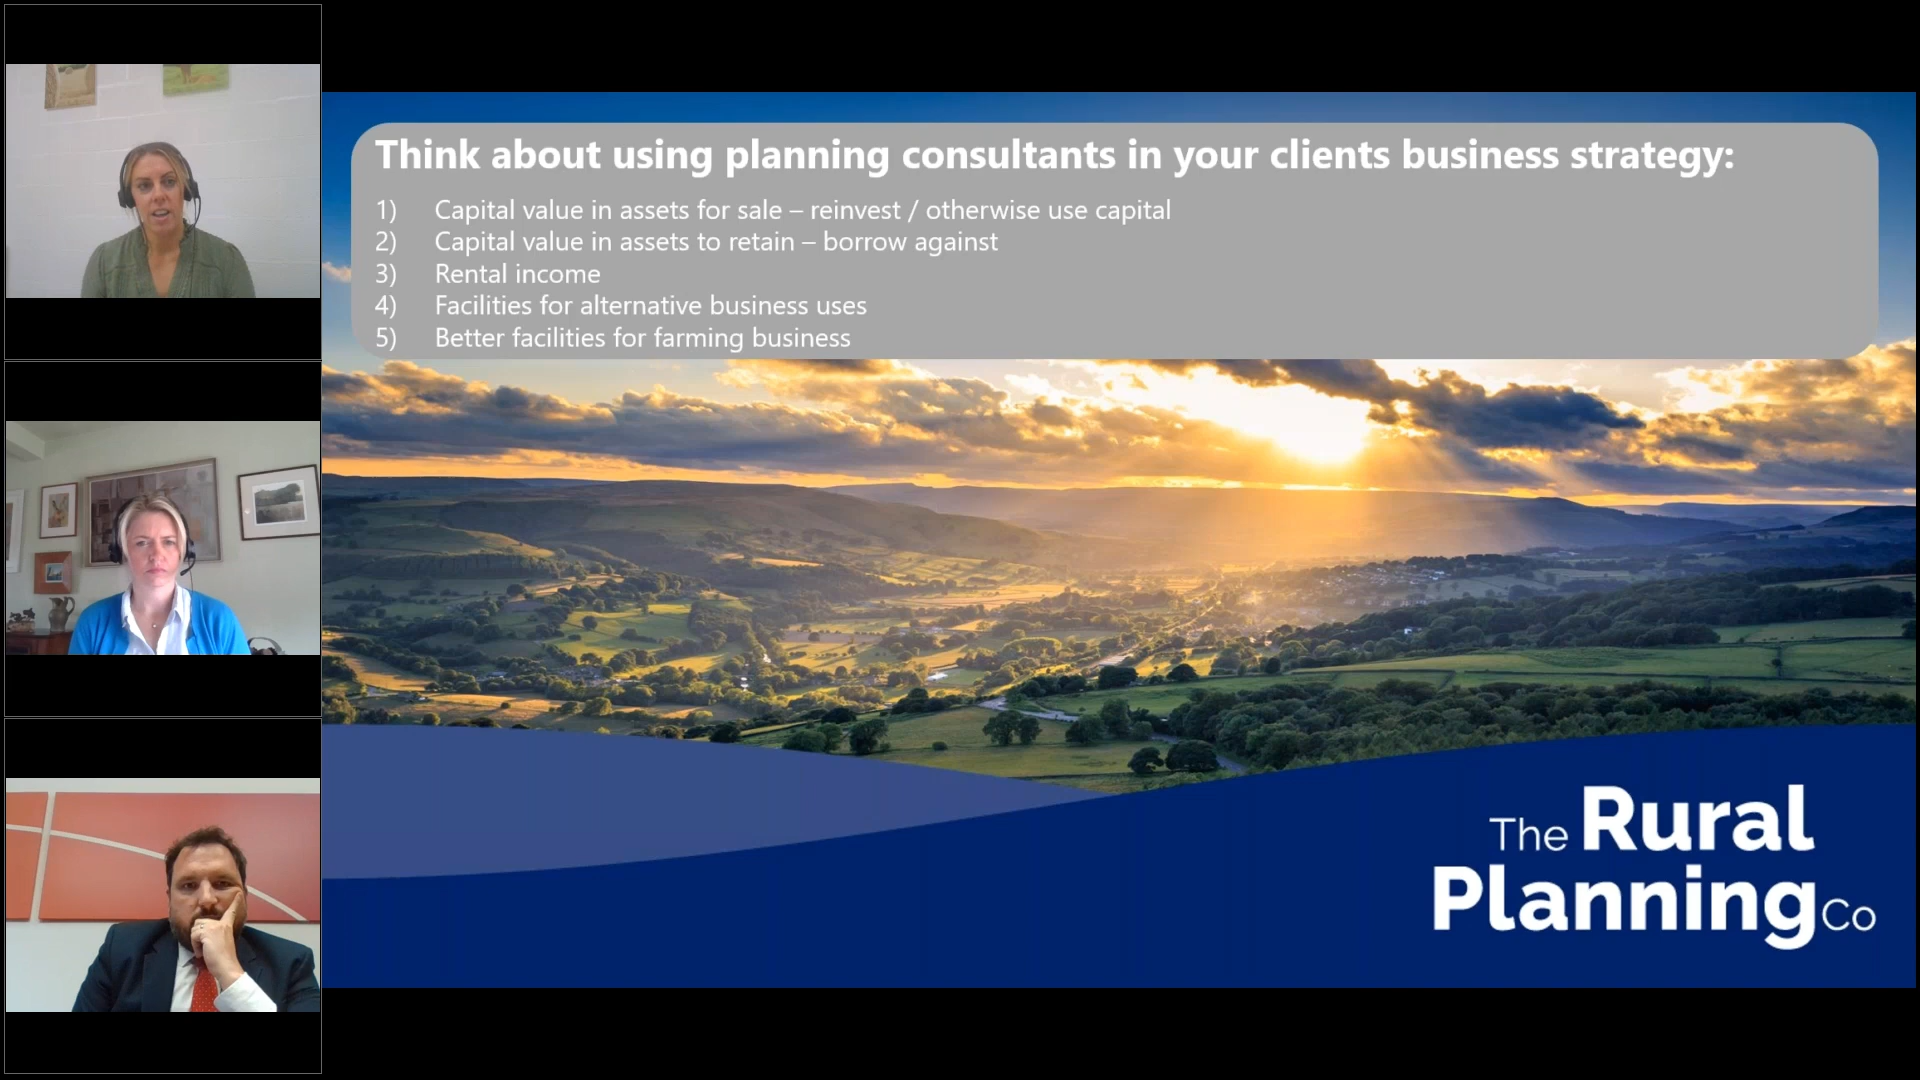 Think about using planning consultants in your clients business strategy:
1) Capital value in assets for sale – reinvest / otherwise use capital
2) Capital value in assets to retain – borrow against
3) Rental income
4) Facilities for alternative business uses
5) Better facilities for farming business
The Rural
Planning Co